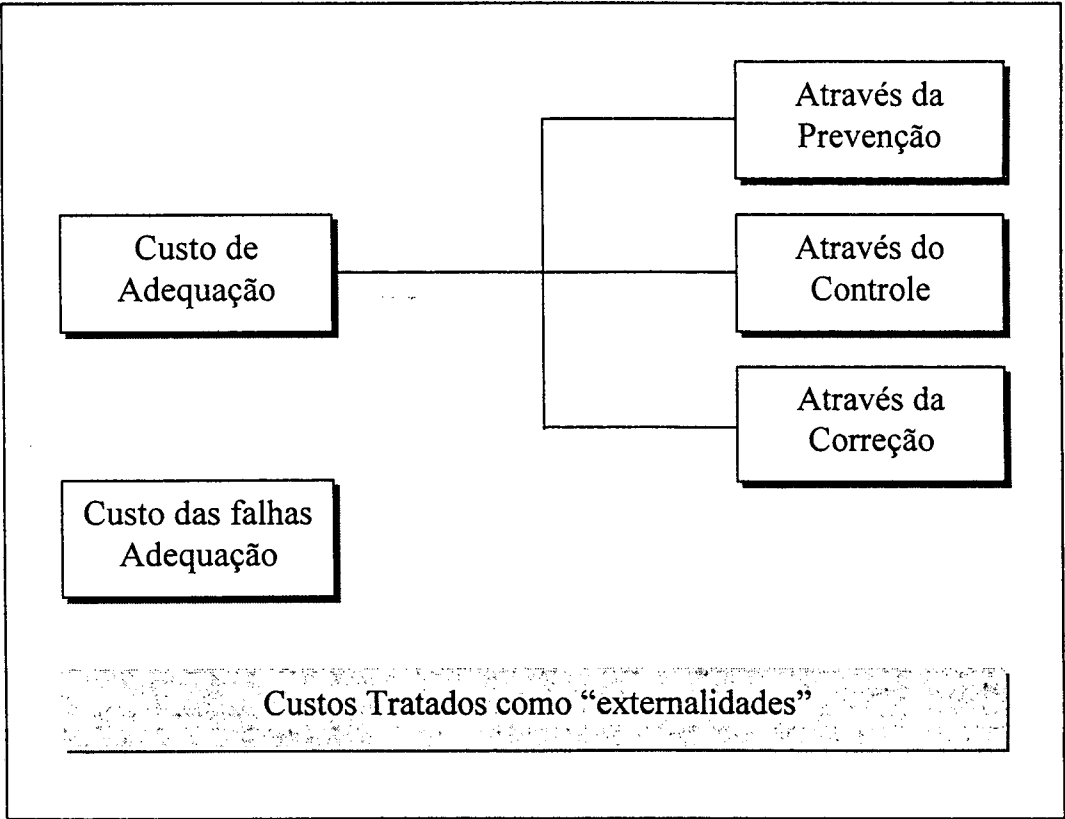 Através da
Prevenção
Custo de
Adequação
Através do
Controle
Através da
Correção
Custo das falhas
Adequação
Custos Tratados como “externalidades”